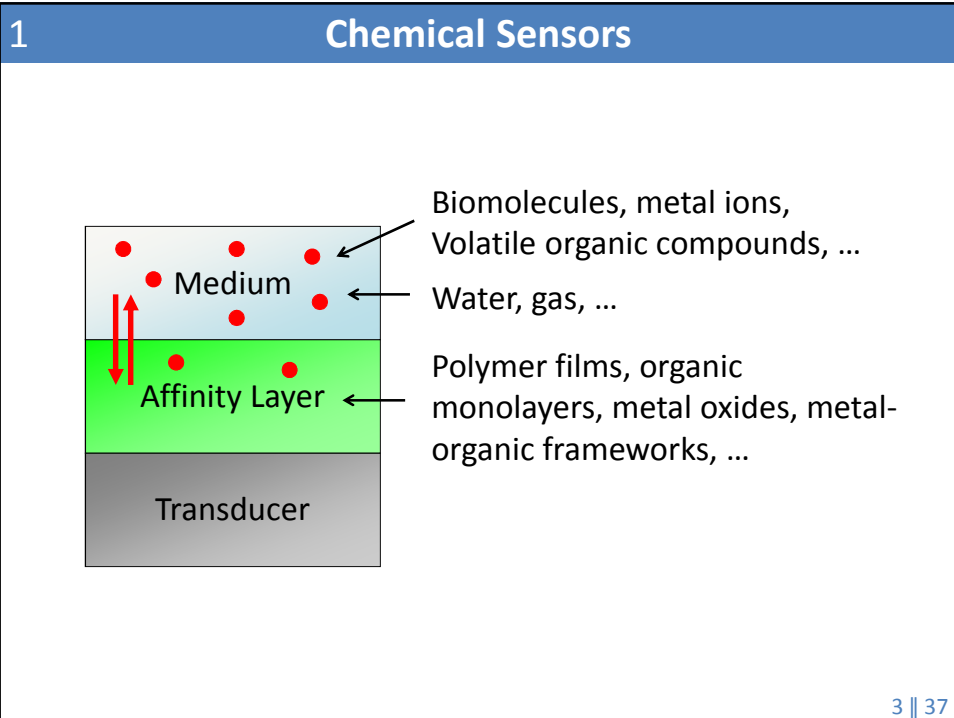 1
Chemical Sensors
Biomolecules, metal ions,
Volatile organic compounds, …
Medium
Water, gas, …
Polymer films, organic
monolayers, metal oxides, metal-
organic frameworks, …
Affinity Layer
Transducer
3 ‖ 37